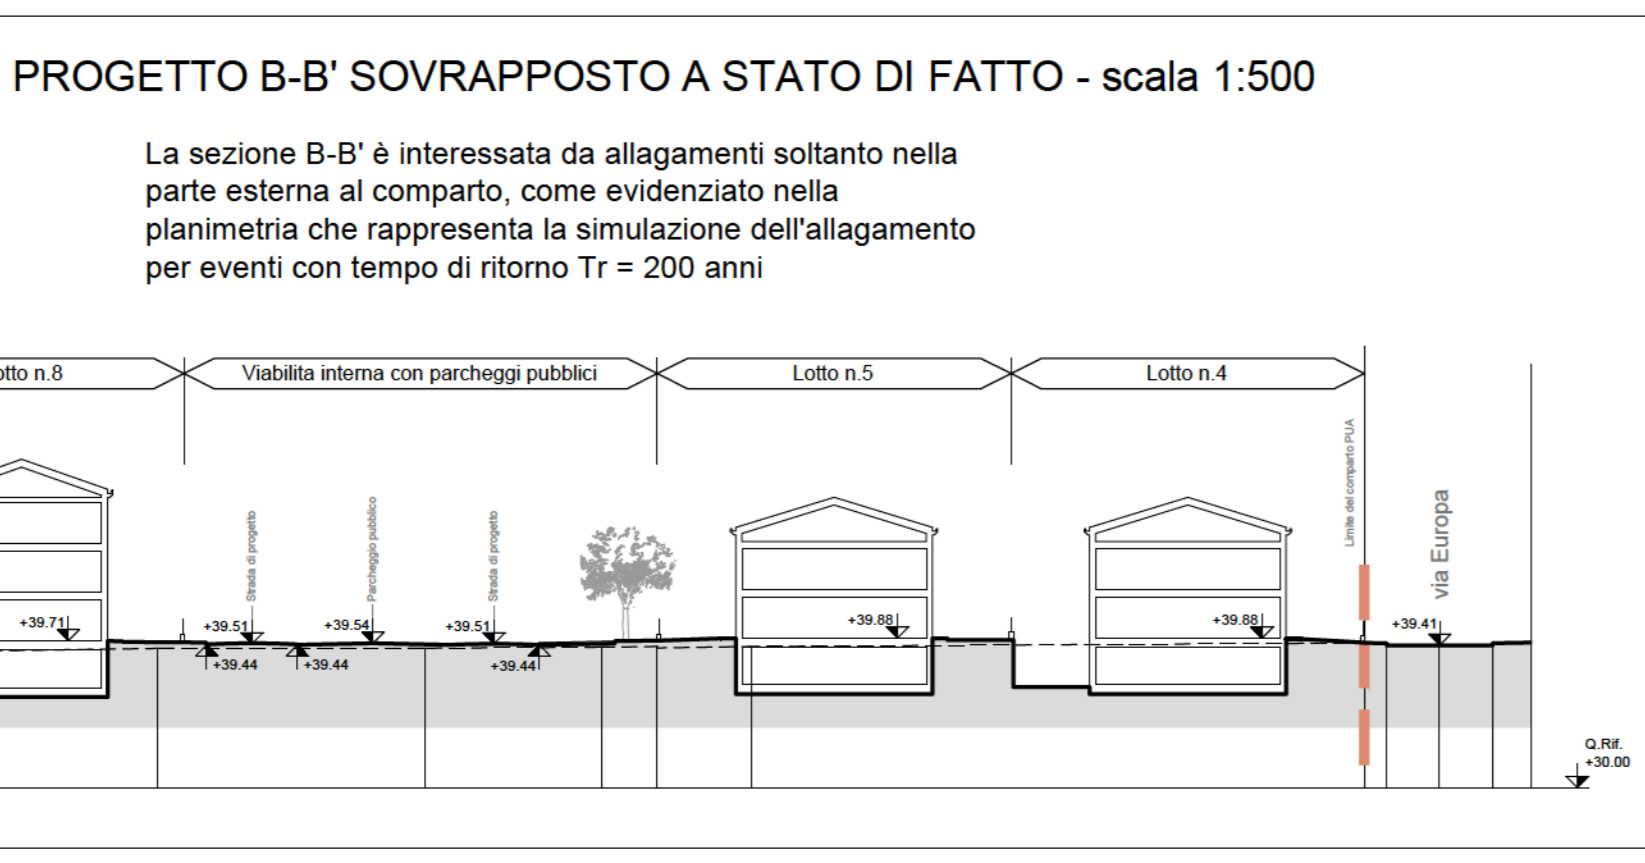 PROGETTO B-B' SOVRAPPOSTO A STATO DI FATTO - scala 1:500
La sezione B-B' è interessata da allagamenti soltanto nella
parte esterna al comparto, come evidenziato nella
planimetria che rappresenta la simulazione dell'allagamento
per eventi con tempo di ritorno Tr = 200 anni
otto n.8
Viabilita interna con parcheggi pubblici
Lotto n.5
Lotto n.4
Strada di progetto
Parcheggio pubblico
Strada di progetto
Limite del comparto PUA
via Europa
+39.71
+39.51
+39.54
+39.51
+39.88
+39.88
+39.41
+39.44
+39.44
+39.44
Q.Rif.
+30.00